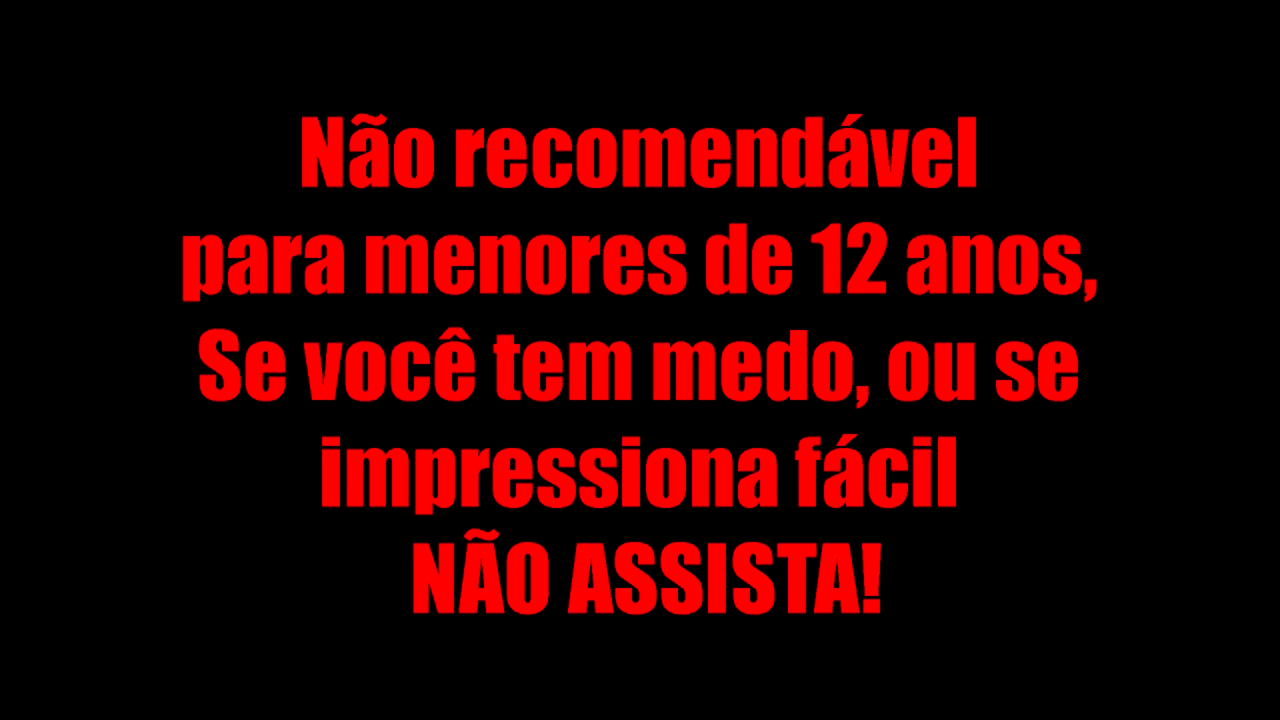 Não recomendável
para menores de 12 anos,
Se você tem medo, ou se
impressiona fácil
NÃO ASSISTA!